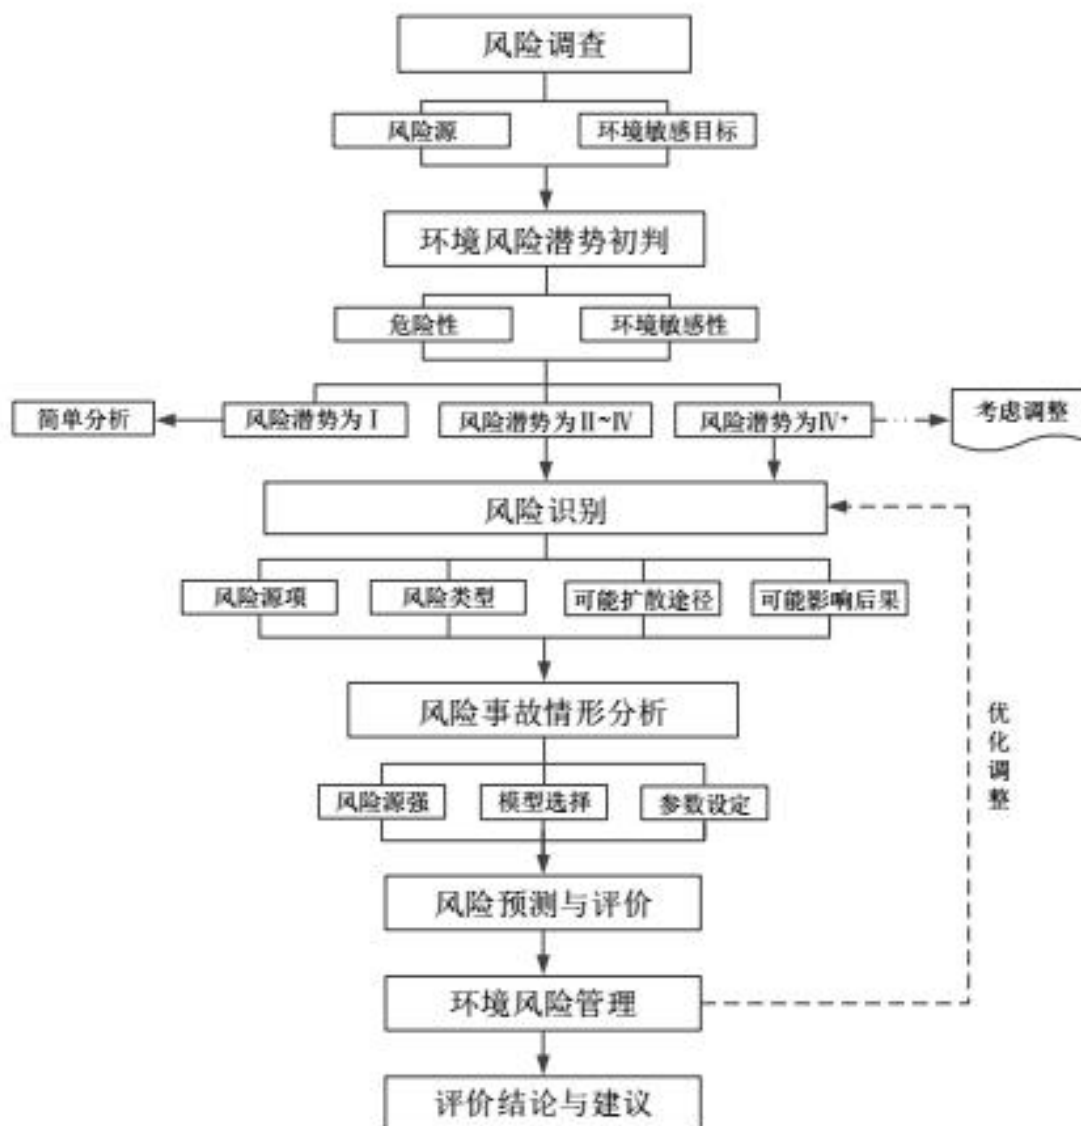 风险调查
风险源
环境敏感目标
环境风险潜势初判
危险性
环境敏感性
简单分析
风险潜势为Ⅰ
风险潜势为Ⅱ~Ⅳ
风险潜势为Ⅳ+
考虑调整
风险识别
风险源项
风险类型
可能扩散途径
可能影响后果
风险事故情形分析
优化调整
风险源强
模型选择
参数设定
风险预测与评价
环境风险管理
评价结论与建议